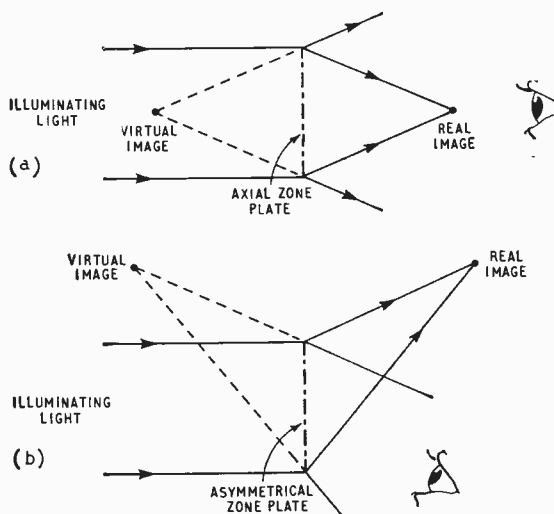 ILLUMINATING
LIGHT
VIRTUAL
IMAGE
REAL
IMAGE
(a)
AXIAL ZONE
PLATE
VIRTUAL
IMAGE
REAL
IMAGE
ILLUMINATING
LIGHT
(b)
ASYMMETRICAL
ZONE PLATE